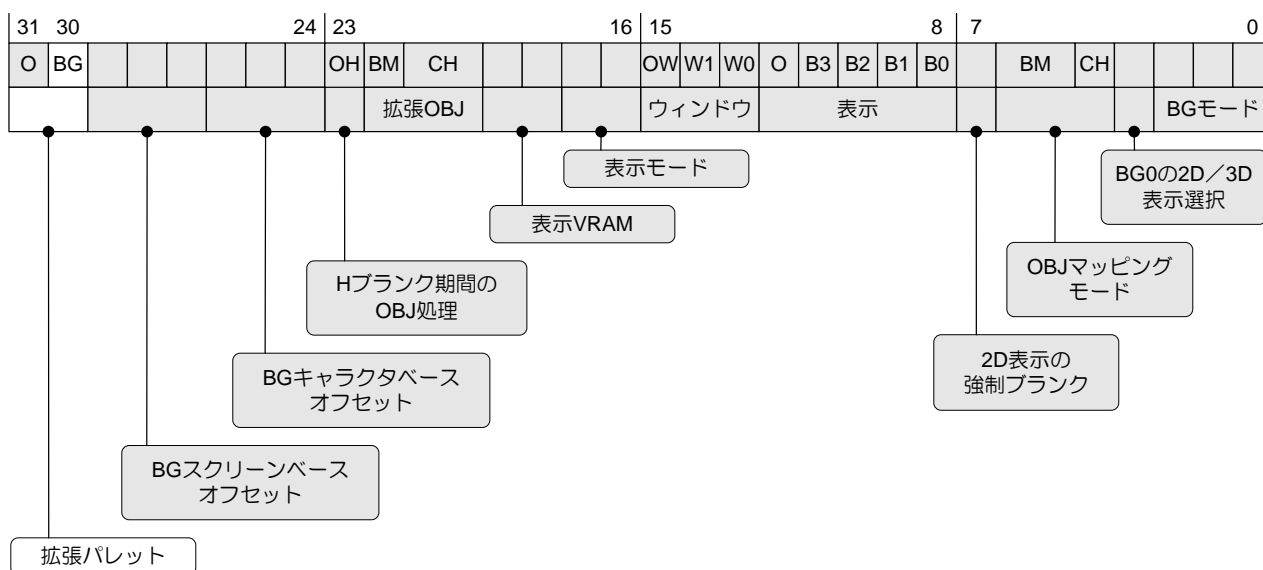 31 30 24 23 16 15 8 7 0
O BG OH BM CH OW W1 W0 O B3 B2 B1 B0 BM CH
拡張OBJ ウィンドウ 表示 BGモード
表示モード
BG0の2D/3D
表示選択
表示VRAM
OBJマッピング
モード
Hブランク期間の
OBJ処理
2D表示の
強制ブランク
BGキャラクタベース
オフセット
BGスクリーンベース
オフセット
拡張パレット